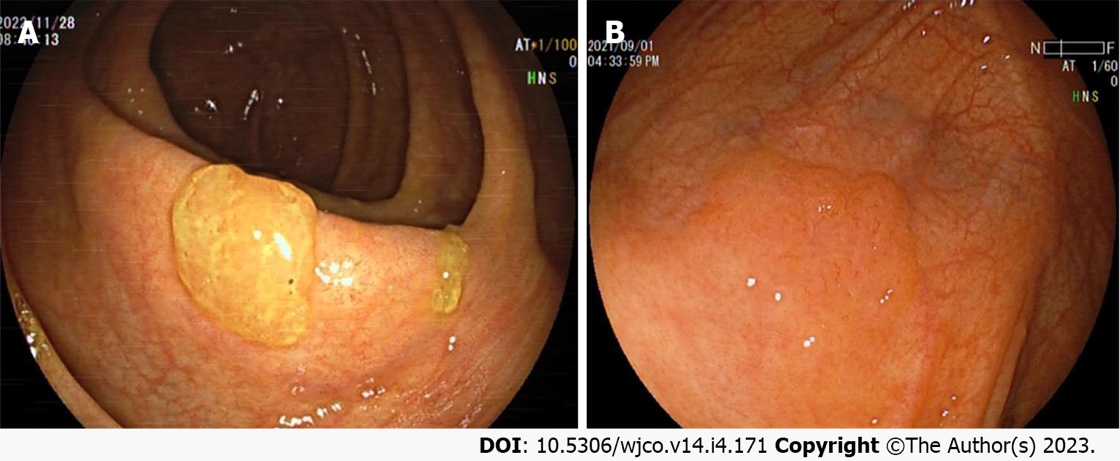 A
2022/11/28
08:40:13
AT*1/100
0
HNS
B
2021/09/01
04:33:59 PM
N F
AT 1/60
0
HNS
DOI: 10.5306/wjco.v14.i4.171 Copyright ©The Author(s) 2023.